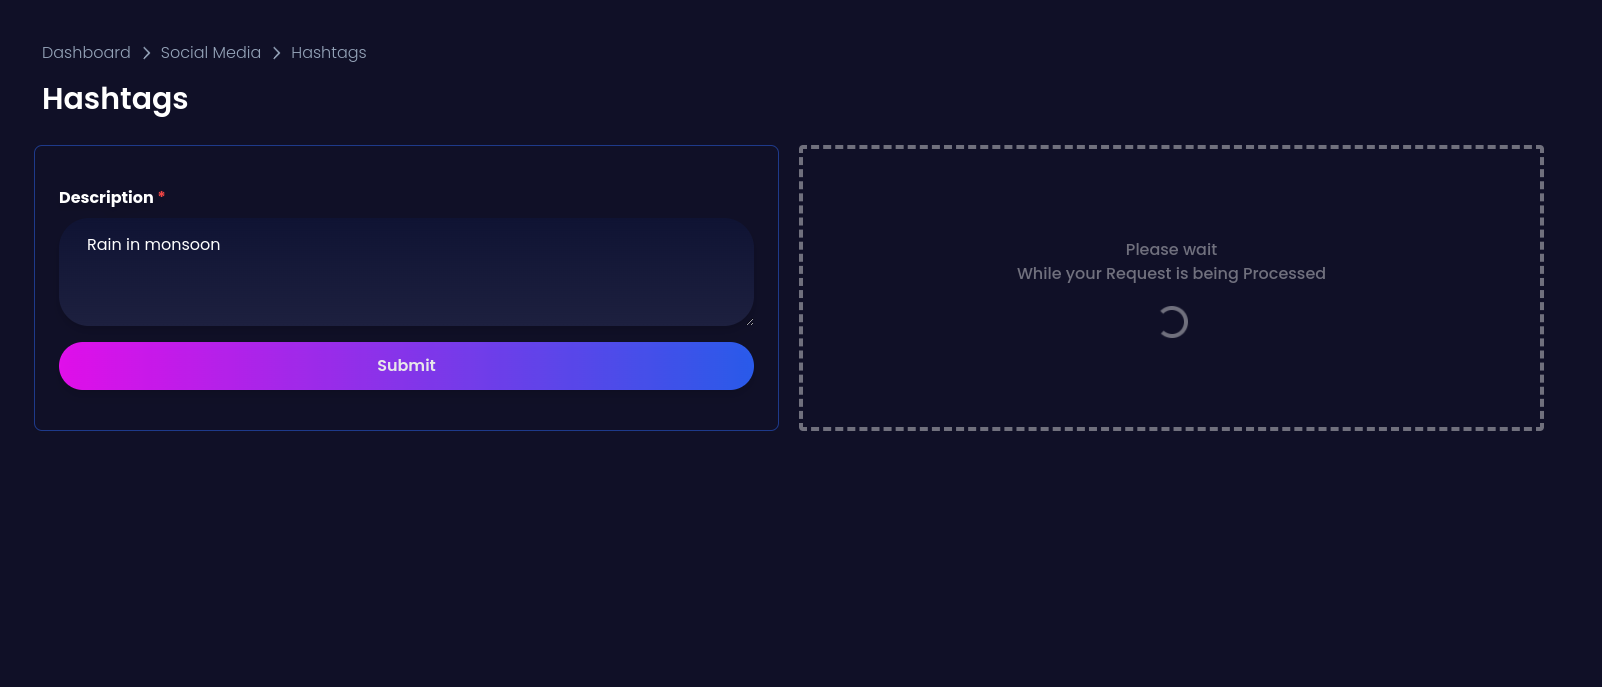 Dashboard > Social Media > Hashtags
Hashtags
Description *
Rain in monsoon
Submit
Please wait
While your Request is being Processed